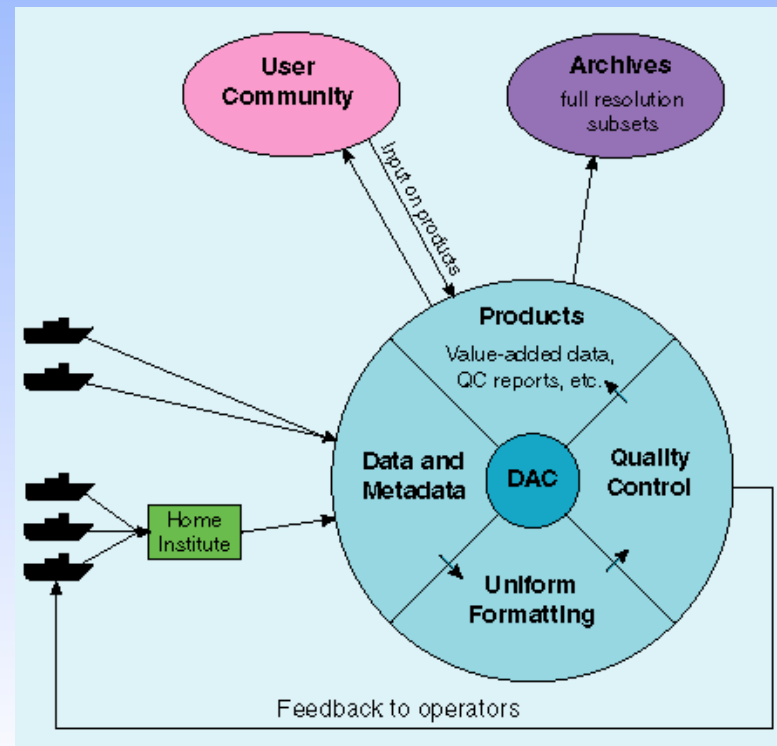 User
Community
Archives
full resolution
subsets
Input on products
Products
Value-added data,
QC reports, etc.
Data and
Metadata
DAC
Quality
Control
Home
Institute
Uniform
Formatting
Feedback to operators